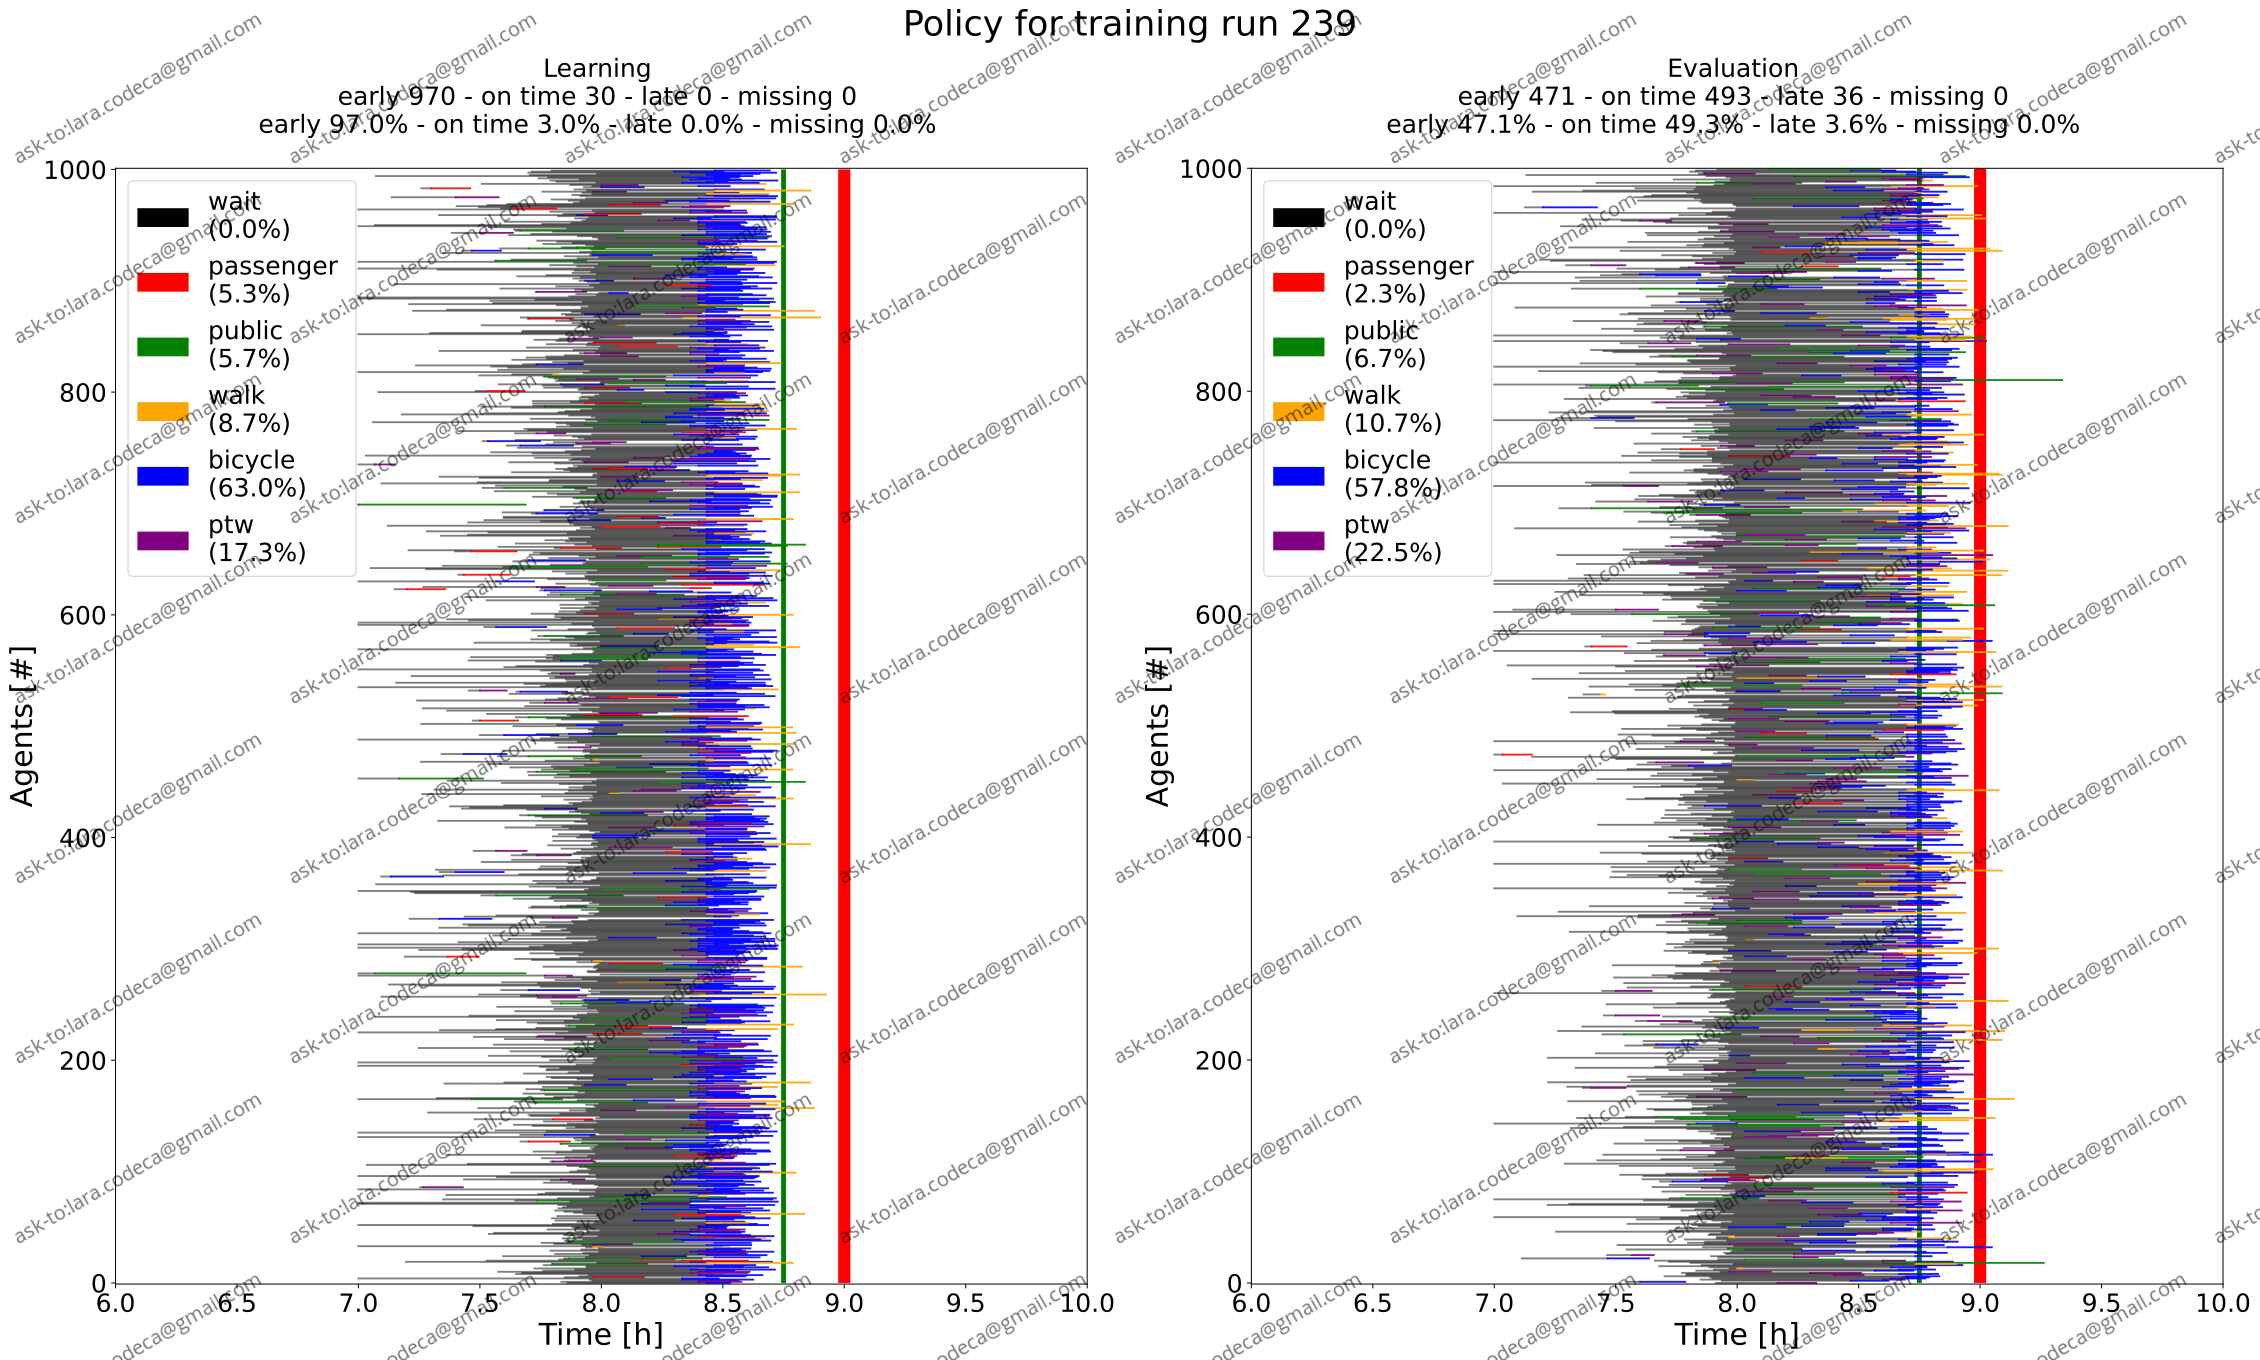 Policy for training run 239
Learning
early 970 - on time 30 - late 0 - missing 0
early 97.0% - on time 3.0% - late 0.0% - missing 0.0%
Agents [#]
1000
800
600
400
200
0
wait
(0.0%)
passenger
(5.3%)
public
(5.7%)
walk
(8.7%)
bicycle
(63.0%)
ptw
(17.3%)
6.0 6.5 7.0 7.5 8.0 8.5 9.0 9.5 10.0
Time [h]
Evaluation
early 471 - on time 493 - late 36 - missing 0
early 47.1% - on time 49.3% - late 3.6% - missing 0.0%
Agents [#]
1000
800
600
400
200
0
wait
(0.0%)
passenger
(2.3%)
public
(6.7%)
walk
(10.7%)
bicycle
(57.8%)
ptw
(22.5%)
6.0 6.5 7.0 7.5 8.0 8.5 9.0 9.5 10.0
Time [h]
ask-to:lara.codeca@gmail.com